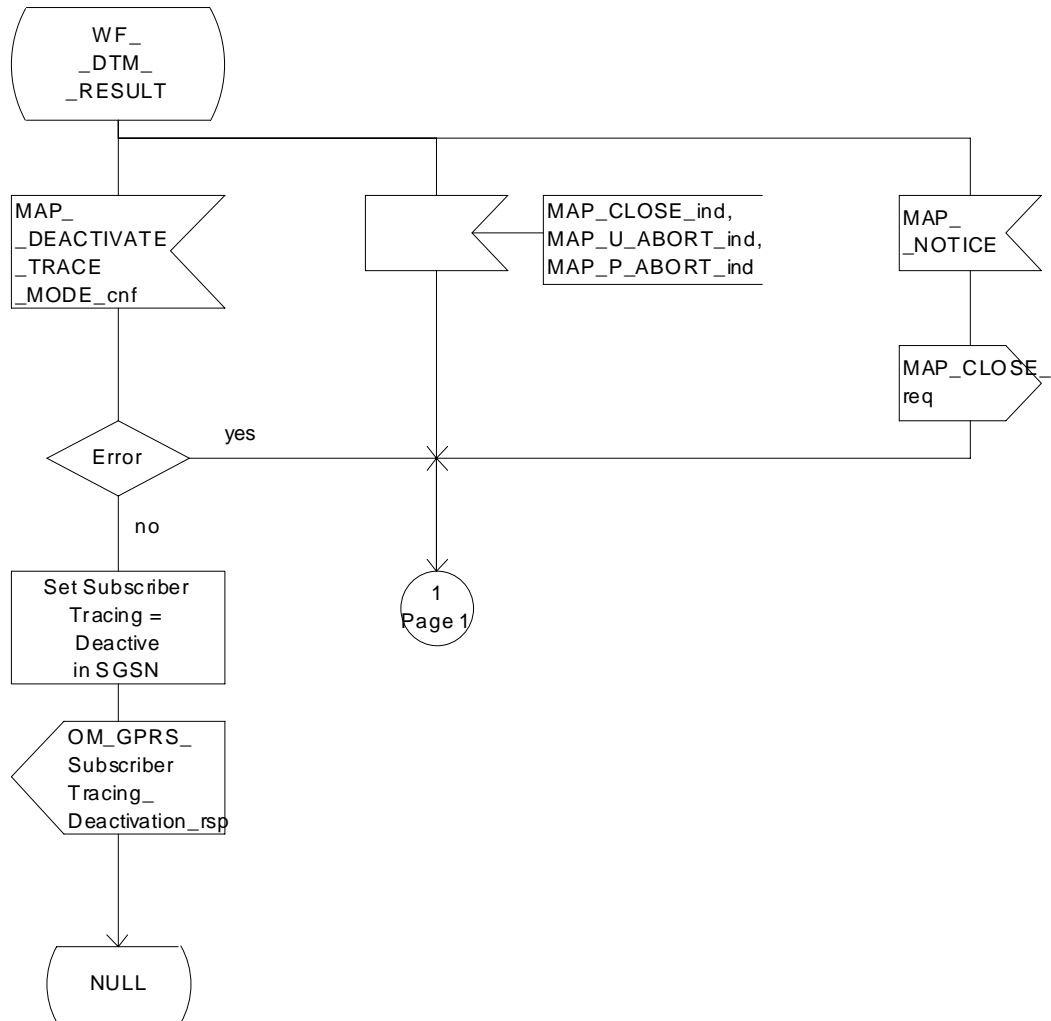 WF_
_DTM_
_RESULT
MAP_
_DEACTIVATE
_TRACE
_MODE_cnf
MAP_CLOSE_ind,
MAP_U_ABORT_ind,
MAP_P_ABORT_ind
MAP_
_NOTICE
MAP_CLOSE_
req
Error
yes
no
Set Subscriber
Tracing =
Deactive
in SGSN
1
Page 1
OM_GPRS_
Subscriber
Tracing_
Deactivation_rsp
NULL